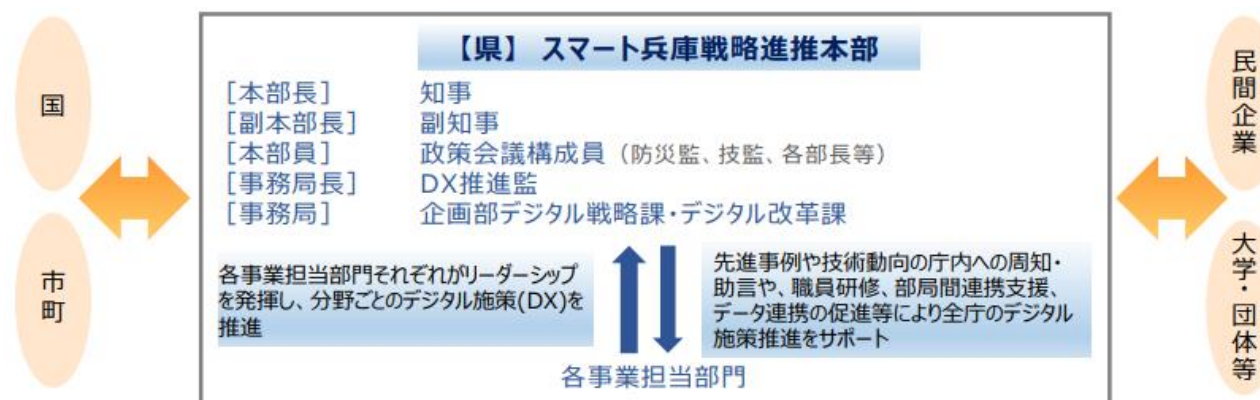 国
市町
【県】 スマート兵庫戦略進推本部
［本部長］ 知事
［副本部長］ 副知事
［本部員］ 政策会議構成員（防災監、技監、各部長等）
［事務局長］ DX推進監
［事務局］ 企画部デジタル戦略課・デジタル改革課
各事業担当部門それぞれがリーダーシップ
を発揮し、分野ごとのデジタル施策(DX)を
推進
先進事例や技術動向の庁内への周知・
助言や、職員研修、部局間連携支援、
データ連携の促進等により全庁のデジタル
施策推進をサポート
各事業担当部門
民間企業
大学・団体等